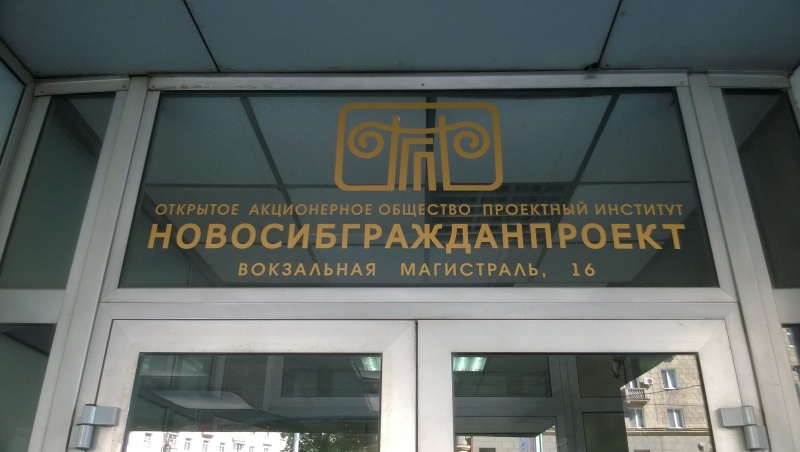 ОТКРЫТОЕ АКЦИОНЕРНОЕ ОБЩЕСТВО ПРОЕКТНЫЙ ИНСТИТУТ
НОВОСИБГРАЖДАНПРОЕКТ
ВОКЗАЛЬНАЯ МАГИСТРАЛЬ, 16